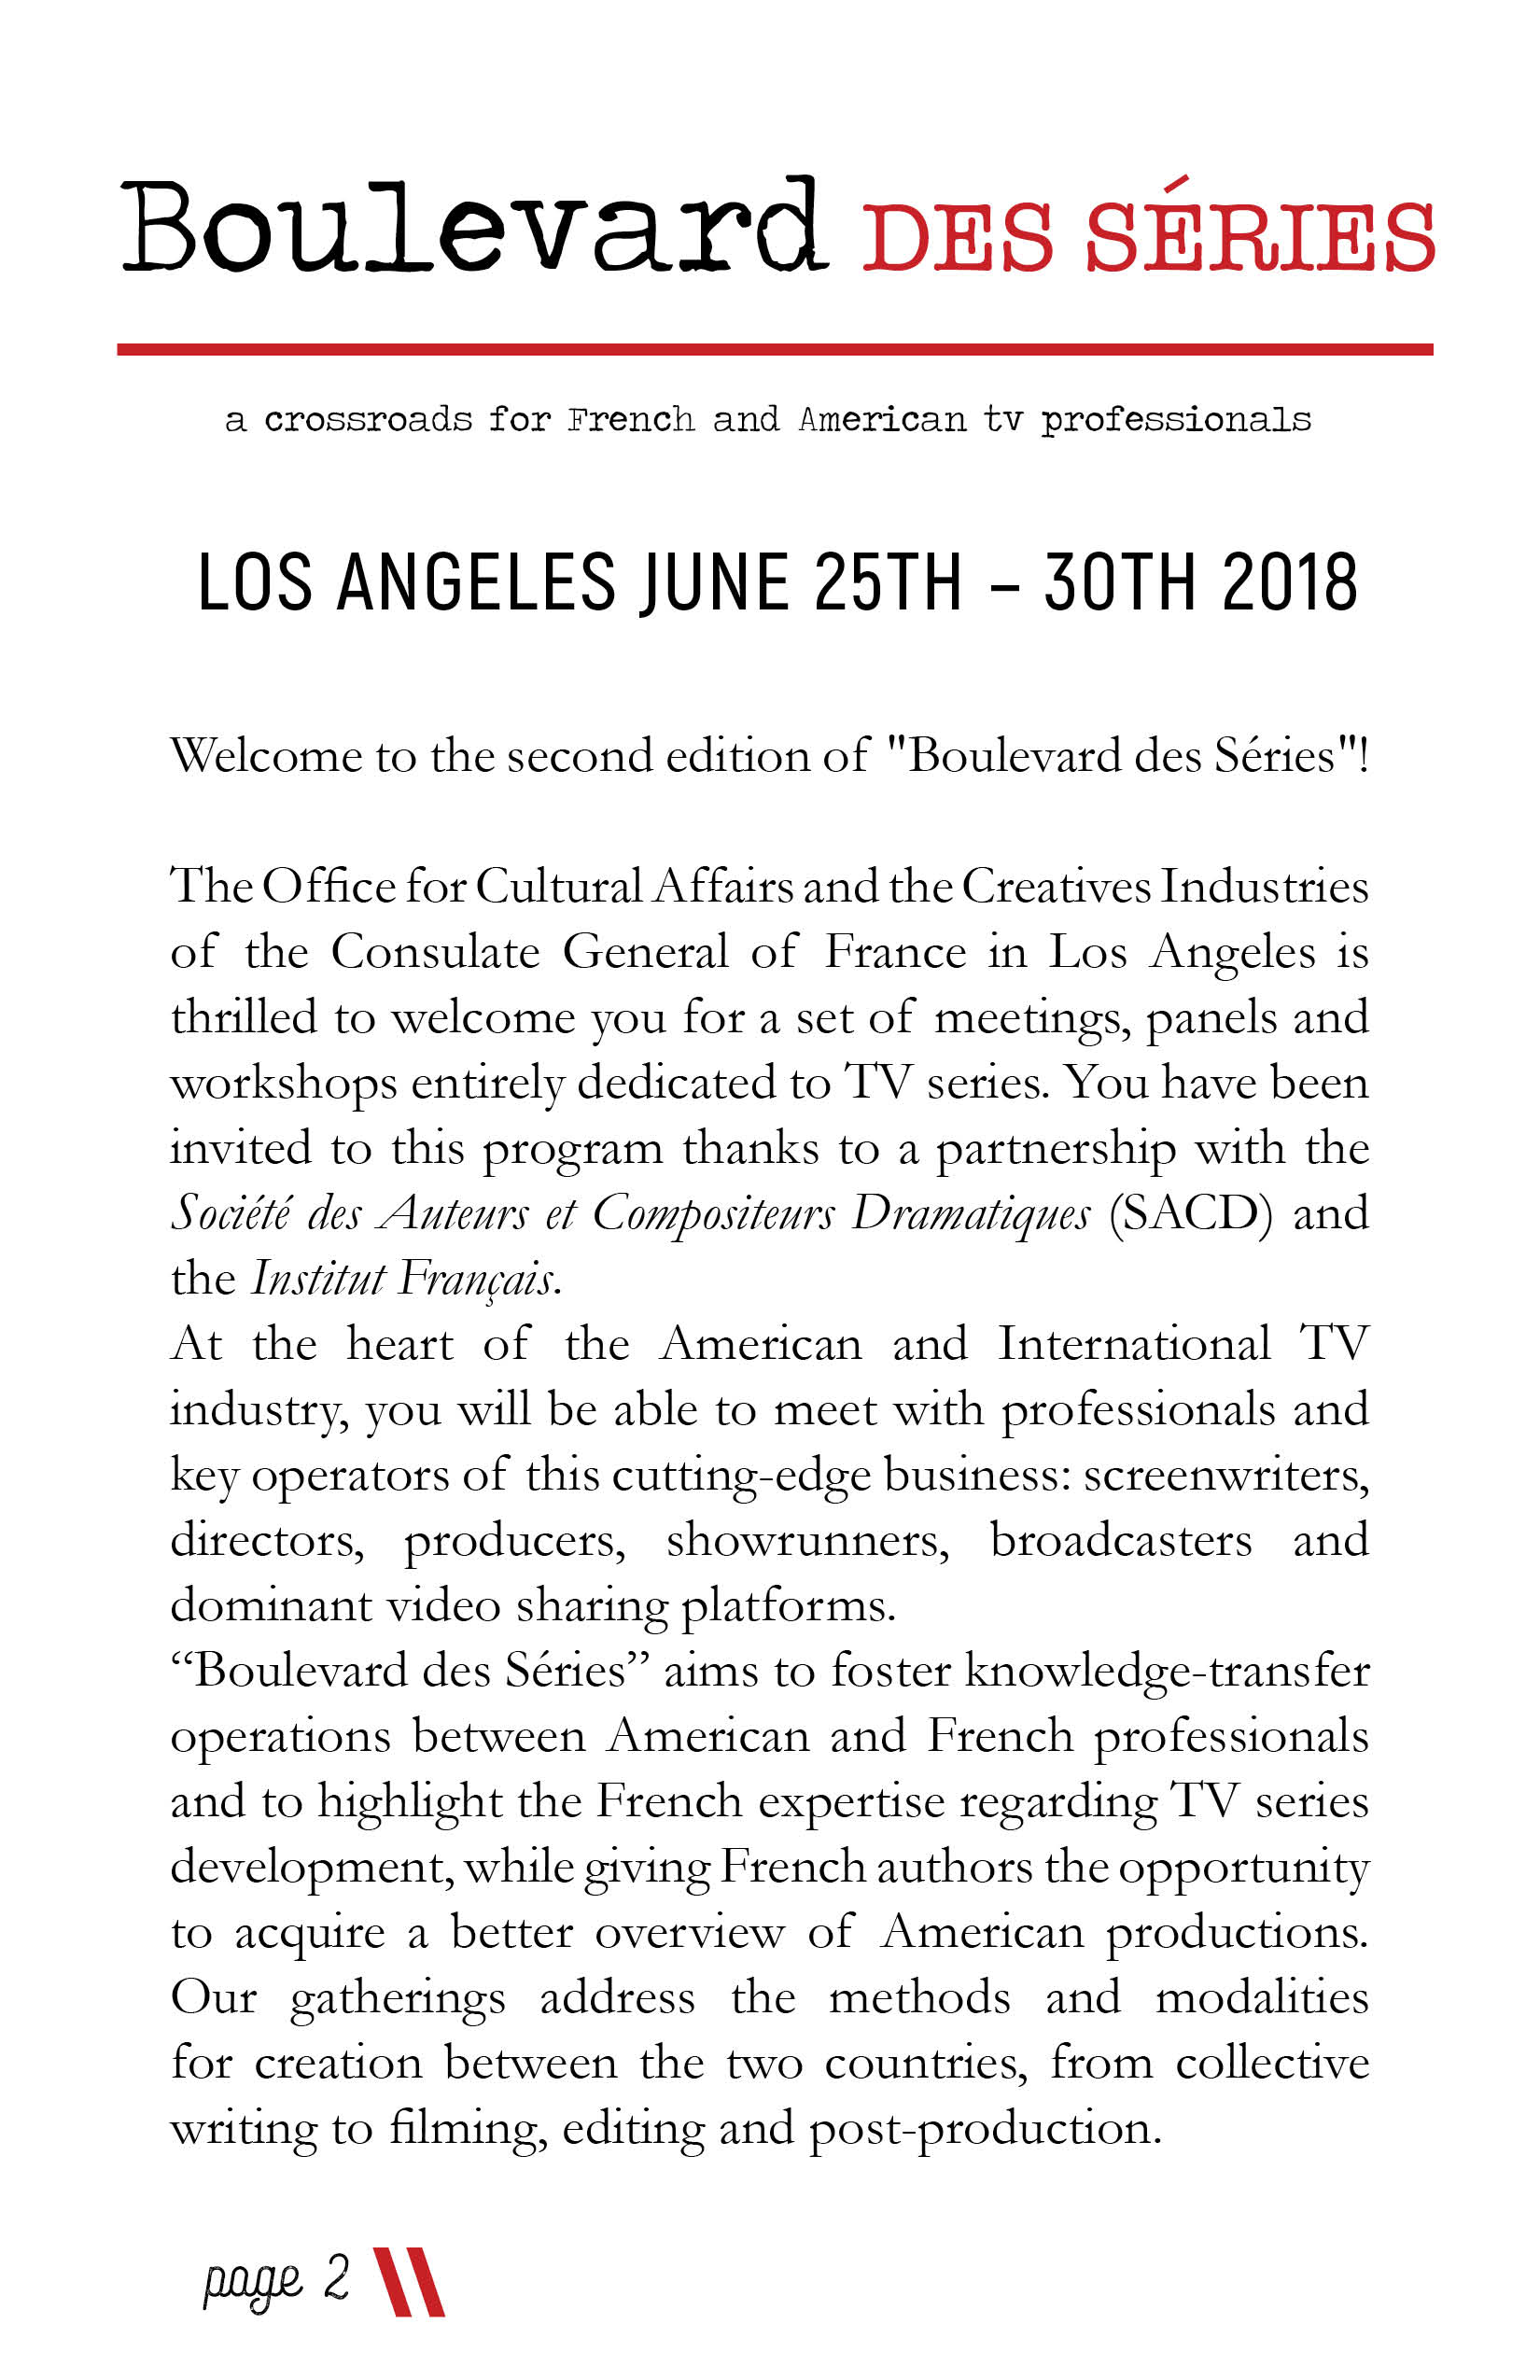 Boulevard DES SÉRIES
a crossroads for French and American tv professionals
LOS ANGELES JUNE 25TH – 30TH 2018
Welcome to the second edition of "Boulevard des Séries"!
The Office for Cultural Affairs and the Creatives Industries
of the Consulate General of France in Los Angeles is
thrilled to welcome you for a set of meetings, panels and
workshops entirely dedicated to TV series. You have been
invited to this program thanks to a partnership with the
Société des Auteurs et Compositeurs Dramatiques (SACD) and
the Institut Français.
At the heart of the American and International TV
industry, you will be able to meet with professionals and
key operators of this cutting-edge business: screenwriters,
directors, producers, showrunners, broadcasters and
dominant video sharing platforms.
“Boulevard des Séries” aims to foster knowledge-transfer
operations between American and French professionals
and to highlight the French expertise regarding TV series
development, while giving French authors the opportunity
to acquire a better overview of American productions.
Our gatherings address the methods and modalities
for creation between the two countries, from collective
writing to filming, editing and post-production.
page 2